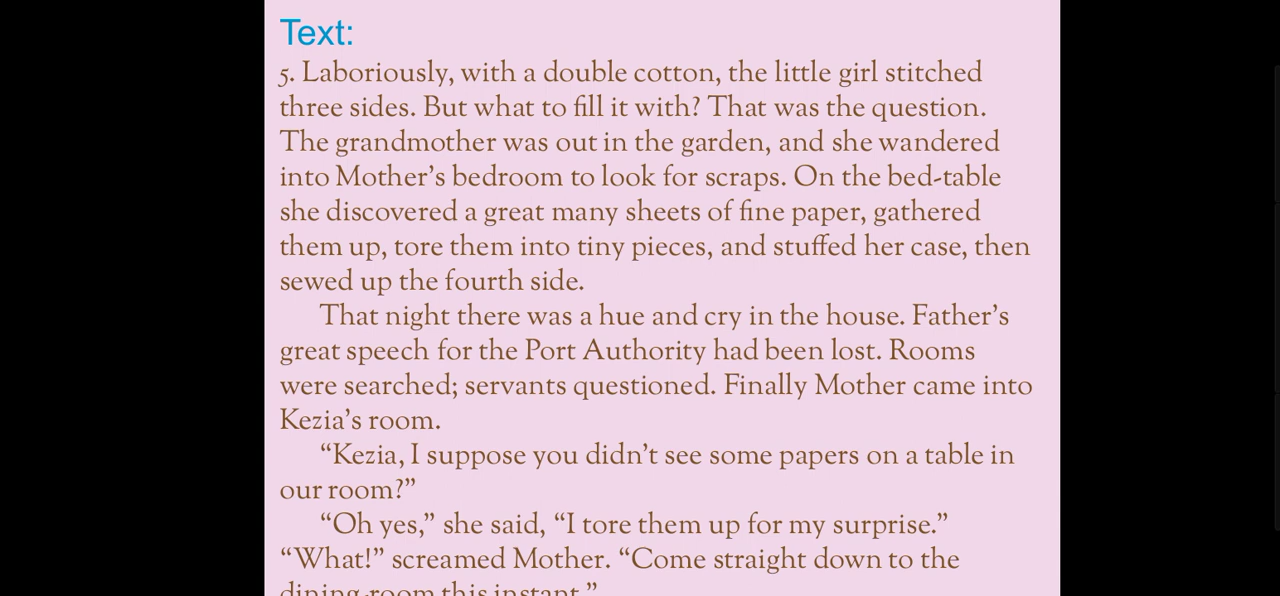 Text:
5. Laboriously, with a double cotton, the little girl stitched
three sides. But what to fill it with? That was the question.
The grandmother was out in the garden, and she wandered
into Mother’s bedroom to look for scraps. On the bed-table
she discovered a great many sheets of fine paper, gathered
them up, tore them into tiny pieces, and stuffed her case, then
sewed up the fourth side.
That night there was a hue and cry in the house. Father’s
great speech for the Port Authority had been lost. Rooms
were searched; servants questioned. Finally Mother came into
Kezia’s room.
“Kezia, I suppose you didn’t see some papers on a table in
our room?”
“Oh yes,” she said, “I tore them up for my surprise.”
“What!” screamed Mother. “Come straight down to the
dining-room this instant.”